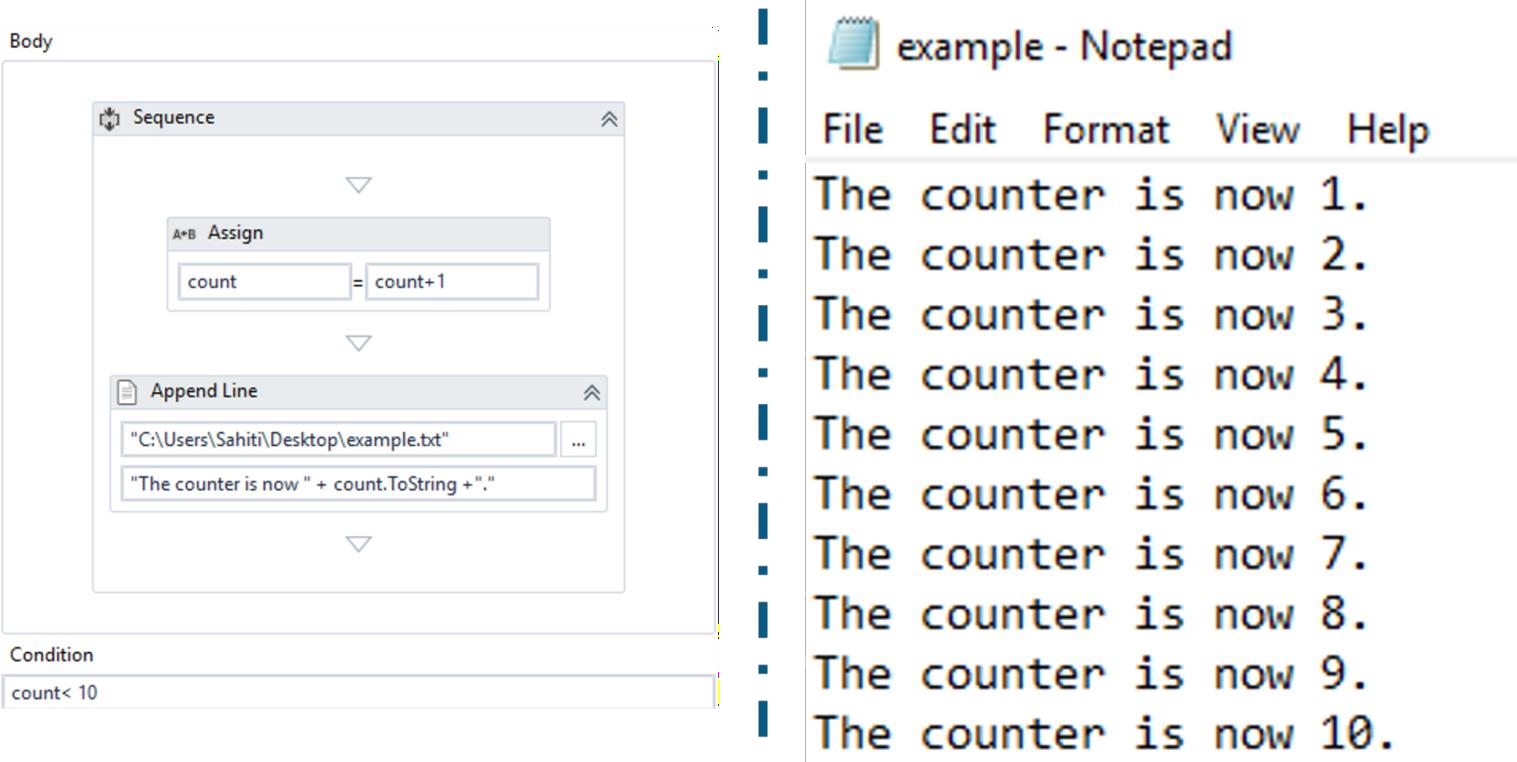 Body
Sequence
A+B Assign
count = count+1
Append Line
"C:\Users\Sahiti\Desktop\example.txt" ...
"The counter is now " + count.ToString +"."
Condition
count< 10
example - Notepad
File Edit Format View Help
The counter is now 1.
The counter is now 2.
The counter is now 3.
The counter is now 4.
The counter is now 5.
The counter is now 6.
The counter is now 7.
The counter is now 8.
The counter is now 9.
The counter is now 10.